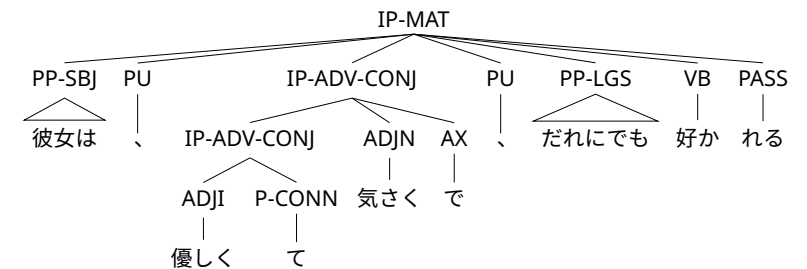 IP-MAT
PP-SBJ PU IP-ADV-CONJ PU PP-LGS VB PASS
彼女は 、 IP-ADV-CONJ ADJN AX 、 だれにでも 好か れる
ADJI P-CONN 気さく で
優しく て